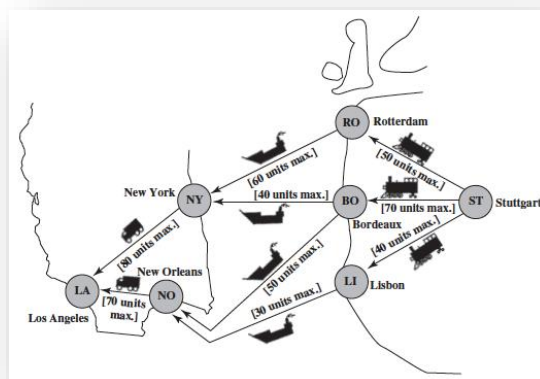 RO
Rotterdam
[60 units max.]
[50 units max.]
New York
NY
[40 units max.]
BO
Bordeaux
[70 units max.]
ST
Stuttgart
[80 units max.]
[40 units max.]
New Orleans
[50 units max.]
LI
Lisbon
LA
Los Angeles
[70 units
max.]
NO
[30 units max.]